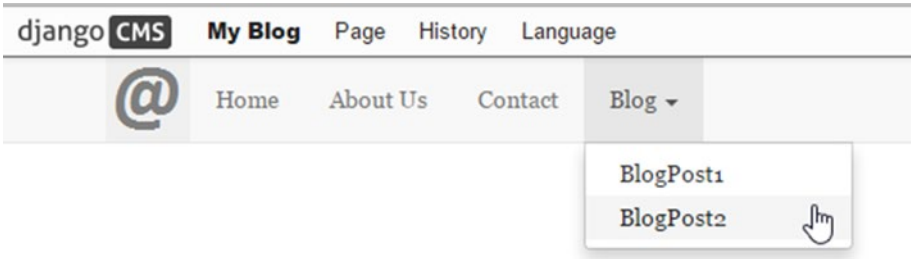 django CMS My Blog Page History Language
@ Home About Us Contact Blog
BlogPost1
BlogPost2